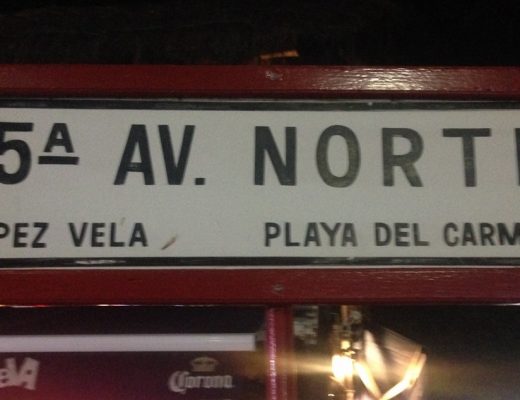 5ª AV. NORT
PEZ VELA PLAYA DEL CARM
Corona